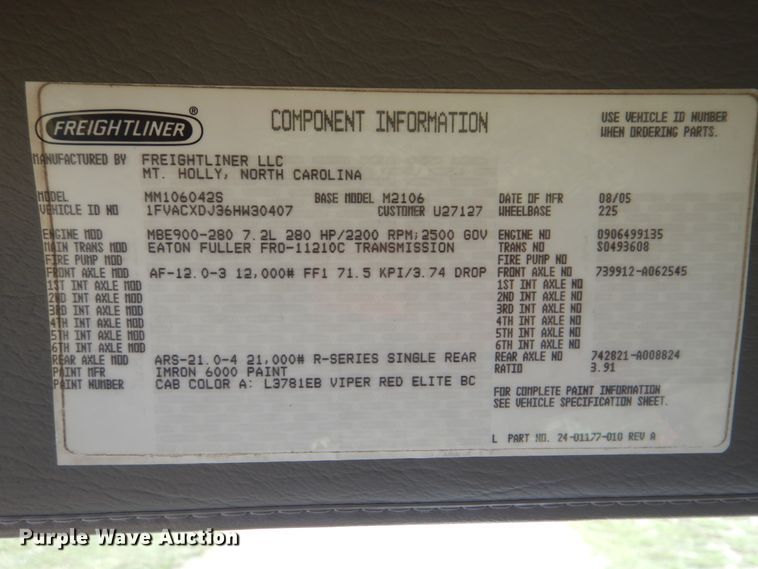 FREIGHTLINER®
COMPONENT INFORMATION
USE VEHICLE ID NUMBER
WHEN ORDERING PARTS.
MANUFACTURED BY FREIGHTLINER LLC
MT. HOLLY, NORTH CAROLINA
MODEL MM106042S BASE MODEL M2106 DATE OF MFR 08/05
VEHICLE ID NO 1FVACXDJ36HW30407 CUSTOMER U27127 WHEELBASE 225
ENGINE MOD MBE900-280 7.2L 280 HP/2200 RPM;2500 GOV ENGINE NO 0906499135
MAIN TRANS MOD EATON FULLER FRO-11210C TRANSMISSION TRANS NO S0493608
FIRE PUMP MOD FIRE PUMP NO
FRONT AXLE MOD AF-12.0-3 12,000# FF1 71.5 KPI/3.74 DROP FRONT AXLE NO 739912-A062545
1ST INT AXLE MOD 1ST INT AXLE NO
2ND INT AXLE MOD 2ND INT AXLE NO
3RD INT AXLE MOD 3RD INT AXLE NO
4TH INT AXLE MOD 4TH INT AXLE NO
5TH INT AXLE MOD 5TH INT AXLE NO
6TH INT AXLE MOD 6TH INT AXLE NO
REAR AXLE MOD ARS-21.0-4 21,000# R-SERIES SINGLE REAR REAR AXLE NO 742821-A008824
PAINT MFR IMRON 6000 PAINT RATIO 3.91
PAINT NUMBER CAB COLOR A: L3781EB VIPER RED ELITE BC
FOR COMPLETE PAINT INFORMATION
SEE VEHICLE SPECIFICATION SHEET.
L PART NO. 24-01177-010 REV A
Purple Wave Auction